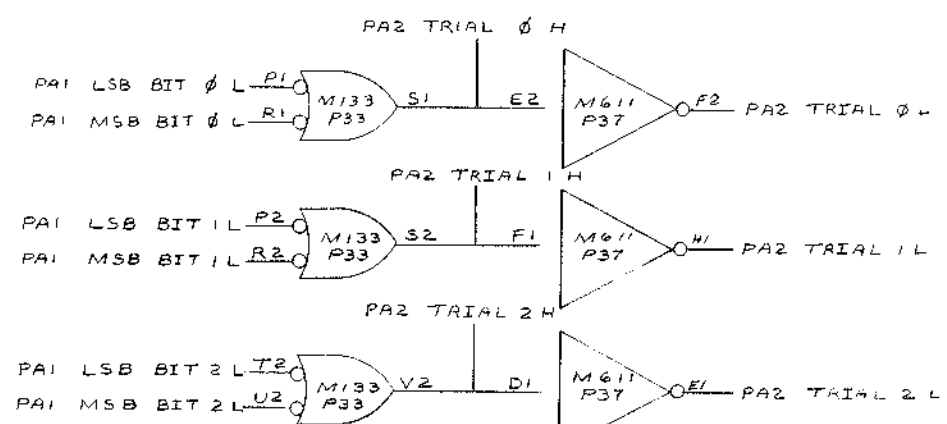 PA2 TRIAL Ø H
PA1 LSB BIT Ø L P1
PA1 MSB BIT Ø L R1
M133
P33
S1 E2
M611
P37
F2 PA2 TRIAL Ø L
PA2 TRIAL 1 H
PA1 LSB BIT 1 L P2
PA1 MSB BIT 1 L R2
M133
P33
S2 F1
M611
P37
H1 PA2 TRIAL 1 L
PA2 TRIAL 2 H
PA1 LSB BIT 2 L T2
PA1 MSB BIT 2 L U2
M133
P33
V2 D1
M611
P37
E1 PA2 TRIAL 2 L